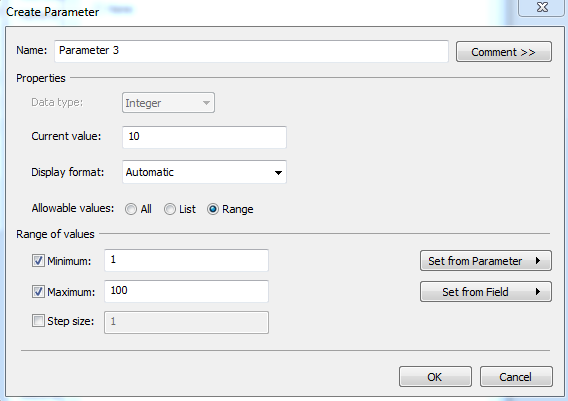 Create Parameter
Name: Parameter 3 Comment >>
Properties
Data type: Integer
Current value: 10
Display format: Automatic
Allowable values: All List Range
Range of values
Minimum: 1 Set from Parameter
Maximum: 100 Set from Field
Step size: 1
OK Cancel